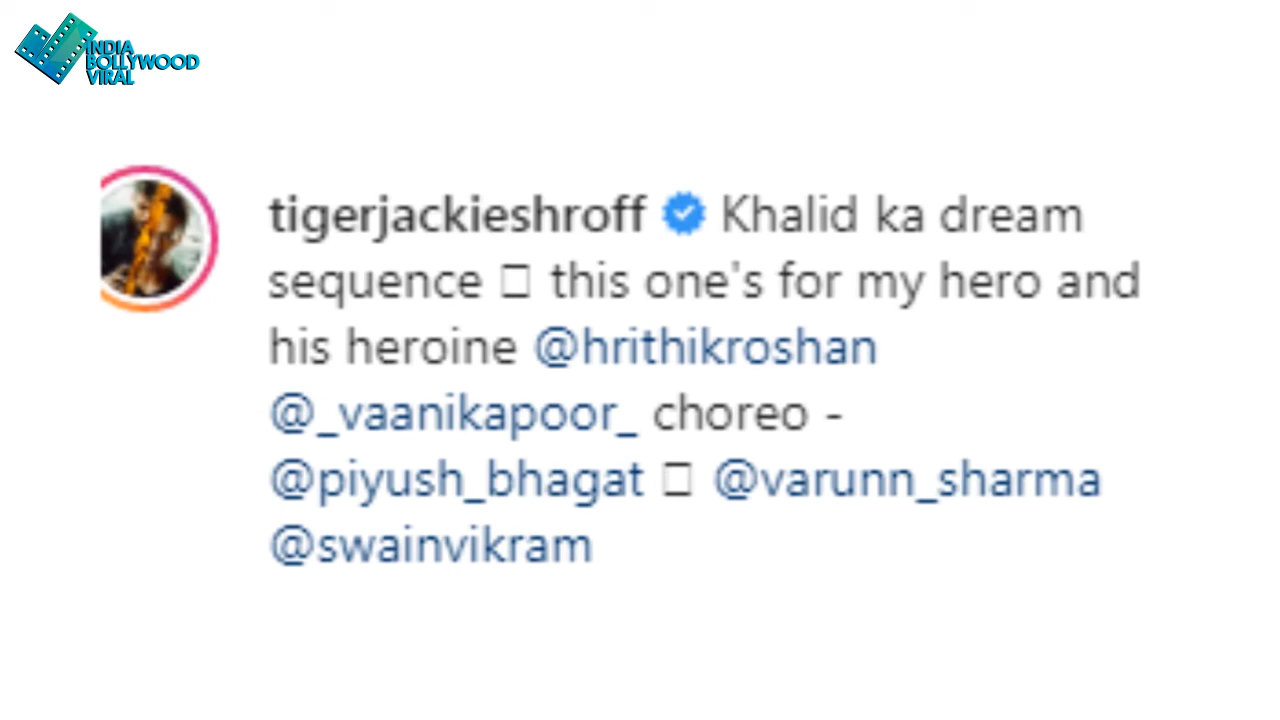 INDIA
BOLLYWOOD
VIRAL
tigerjackieshroff Khalid ka dream
sequence □ this one's for my hero and
his heroine @hrithikroshan
@_vaanikapoor_ choreo -
@piyush_bhagat □ @varunn_sharma
@swainvikram